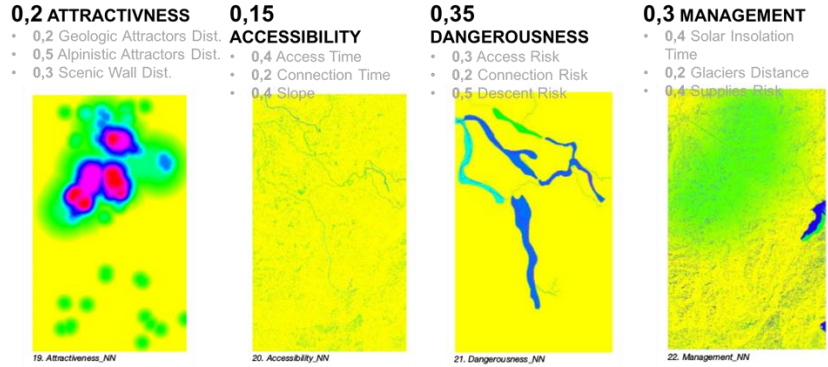 0,2 ATTRACTIVNESS
• 0,2 Geologic Attractors Dist.
• 0,5 Alpinistic Attractors Dist.
• 0,3 Scenic Wall Dist.
19. Attractiveness_NN
0,15
ACCESSIBILITY
• 0,4 Access Time
• 0,2 Connection Time
• 0,4 Slope
20. Accessibility_NN
0,35
DANGEROUSNESS
• 0,3 Access Risk
• 0,2 Connection Risk
• 0,5 Descent Risk
21. Dangerousness_NN
0,3 MANAGEMENT
• 0,4 Solar Insolation
Time
• 0,2 Glaciers Distance
• 0,4 Supplies Risk
22. Management_NN